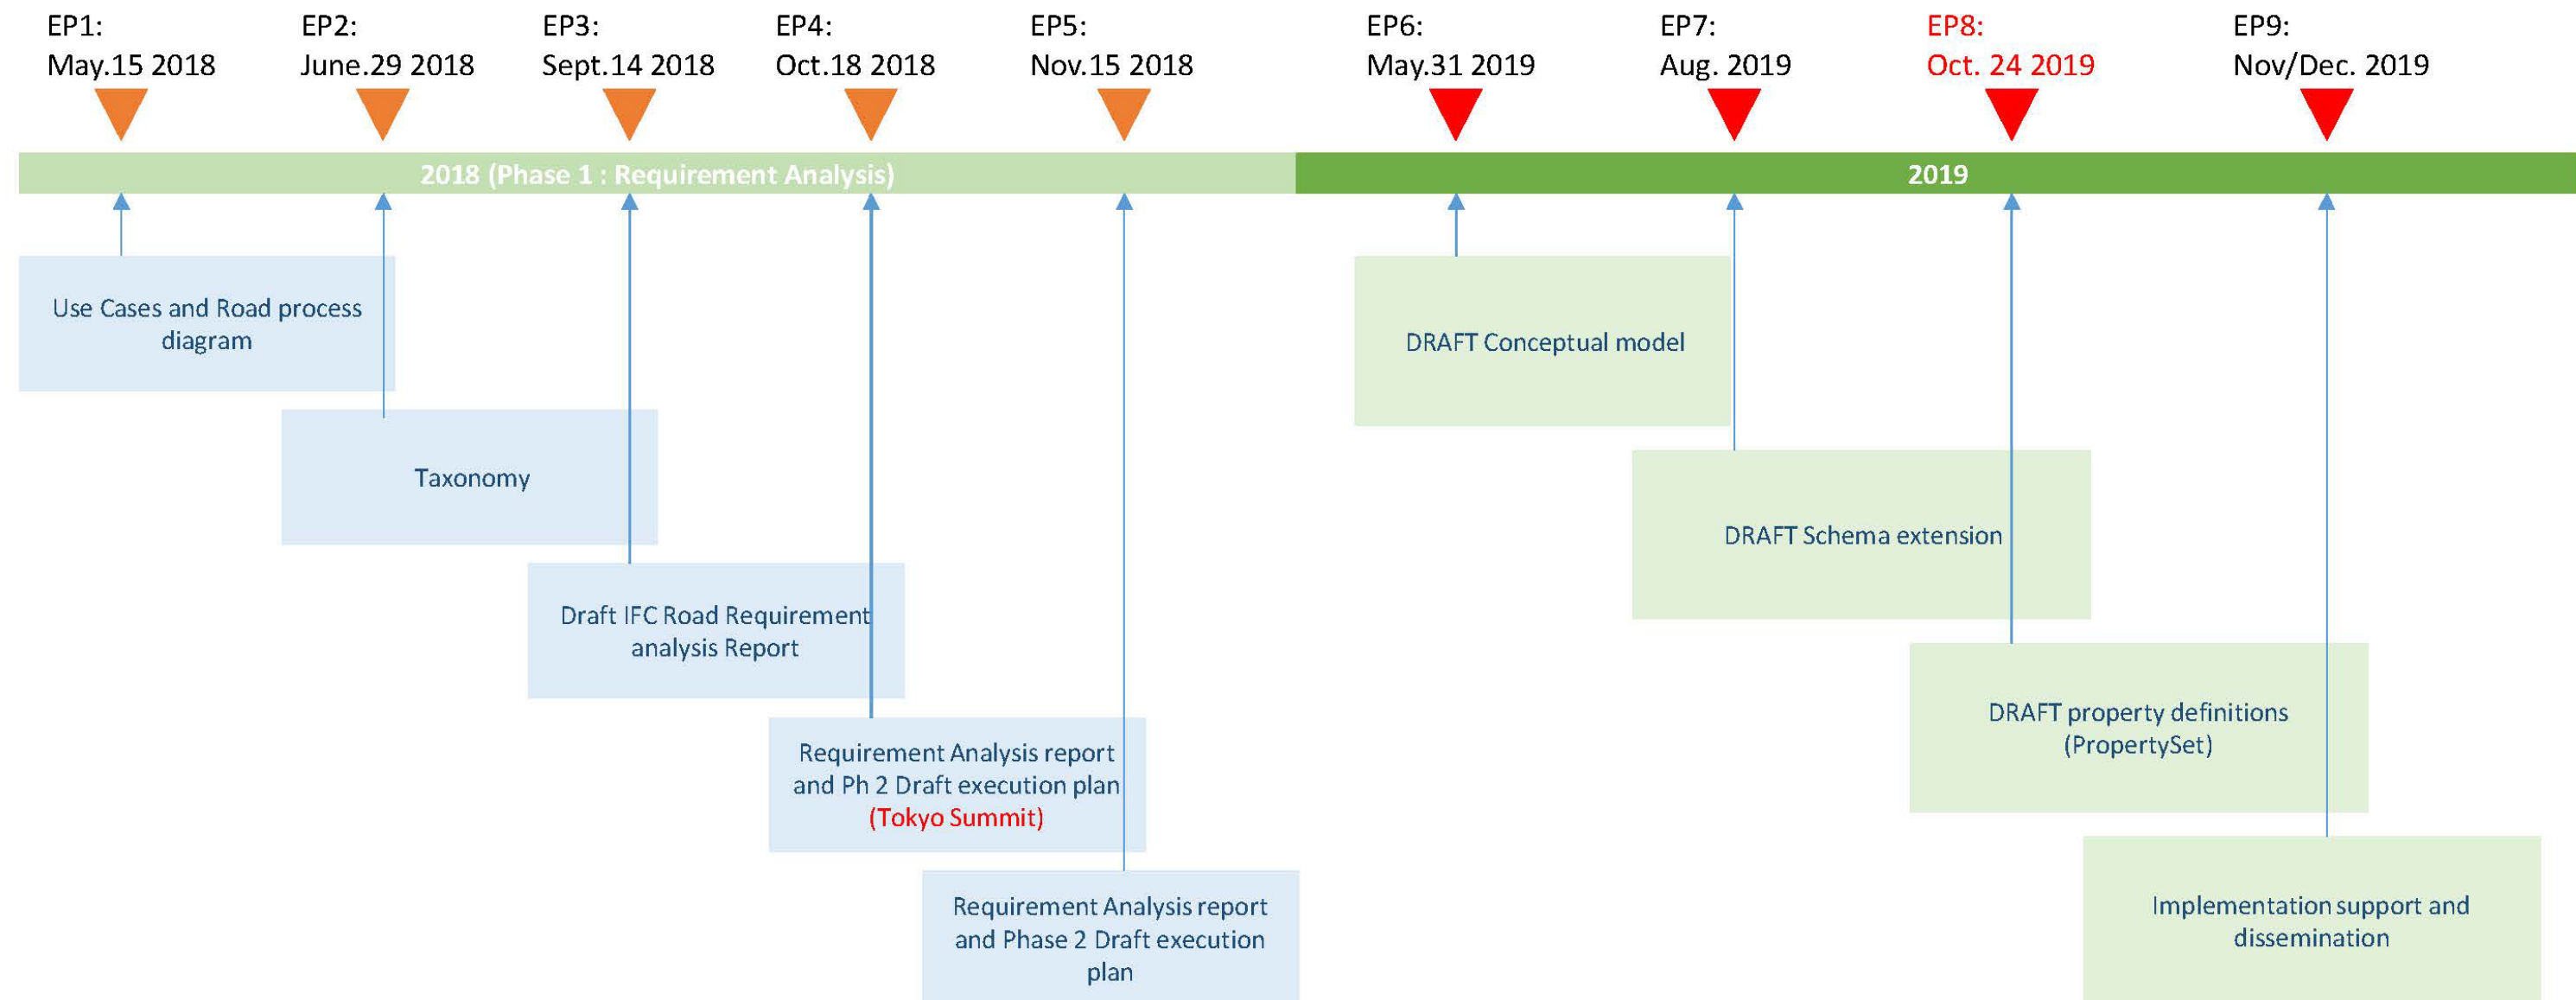 EP1:
May.15 2018
EP2:
June.29 2018
EP3:
Sept.14 2018
EP4:
Oct.18 2018
EP5:
Nov.15 2018
EP6:
May.31 2019
EP7:
Aug. 2019
EP8:
Oct. 24 2019
EP9:
Nov/Dec. 2019
2018 (Phase 1 : Requirement Analysis)
2019
Use Cases and Road process
diagram
Taxonomy
Draft IFC Road Requirement
analysis Report
Requirement Analysis report
and Ph 2 Draft execution plan
(Tokyo Summit)
Requirement Analysis report
and Phase 2 Draft execution
plan
DRAFT Conceptual model
DRAFT Schema extension
DRAFT property definitions
(PropertySet)
Implementation support and
dissemination